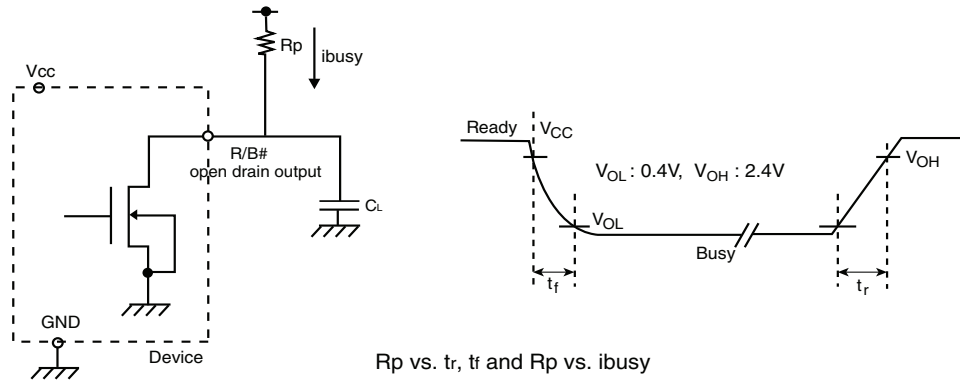 Rp
ibusy
Vcc
R/B#
open drain output
CL
GND
Device
Ready
VCC
VOL : 0.4V, VOH : 2.4V
VOH
VOL
Busy
tf
tr
Rp vs. tr, tf and Rp vs. ibusy